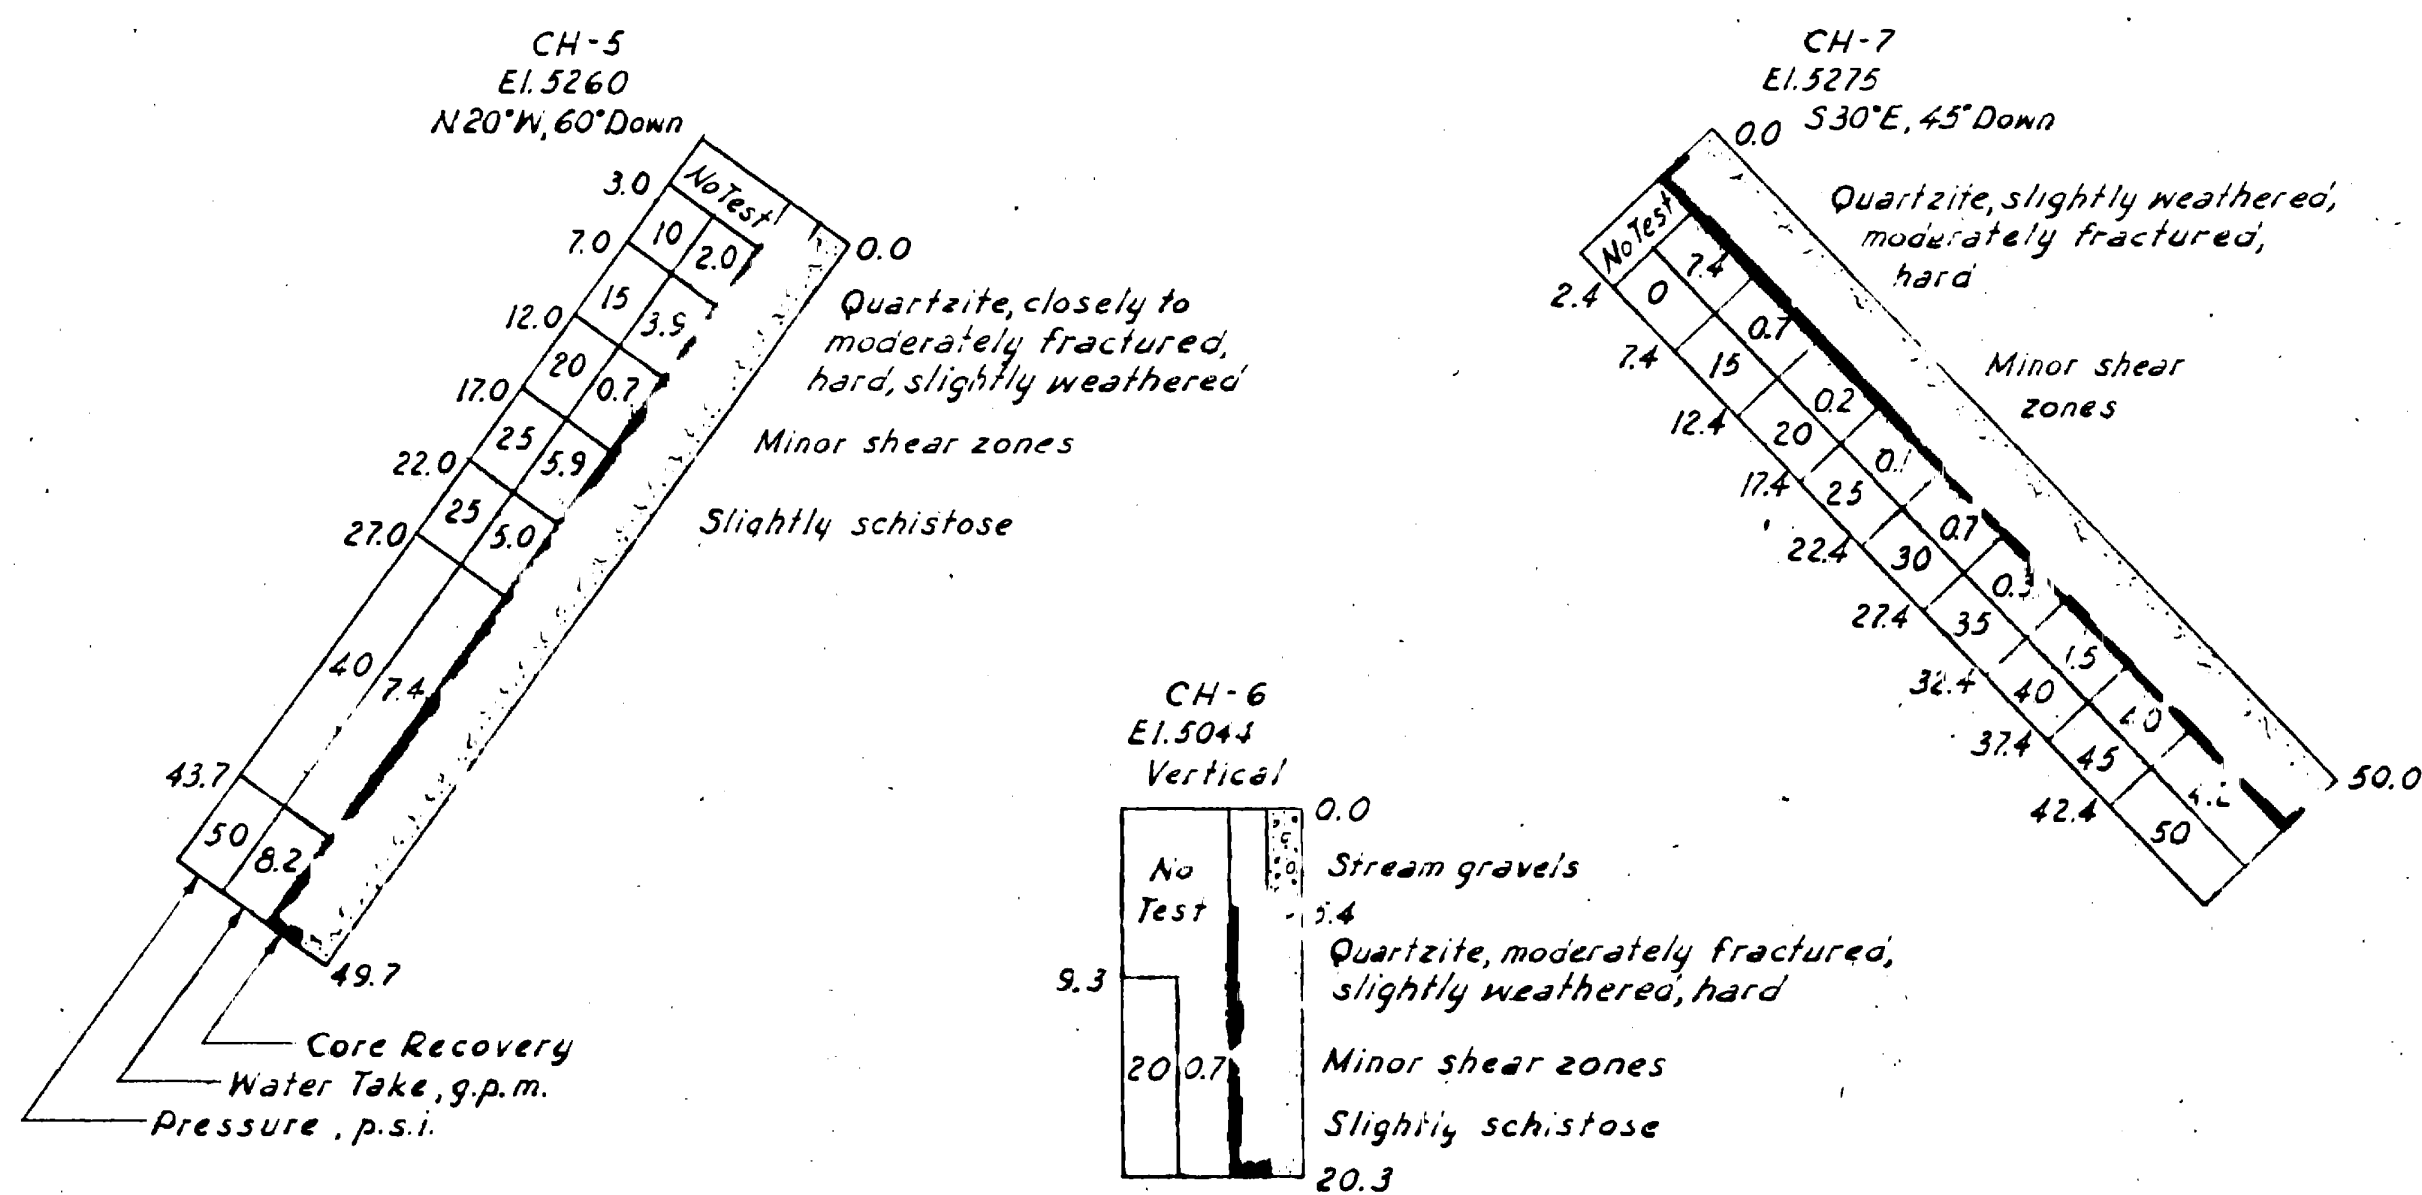 CH-5
El. 5260
N20°W, 60°Down
No Test
0.0
3.0
10 2.0
7.0
15 3.9
12.0
20 0.7
17.0
25 5.9
22.0
25 5.0
27.0
40 7.4
43.7
50 8.2
49.7
Quartzite, closely to
moderately fractured,
hard, slightly weathered
Minor shear zones
Slightly schistose
Core Recovery
Water Take, g.p.m.
Pressure, p.s.i.
CH-6
El. 5044
Vertical
0.0
No
Test
Stream gravels
5.4
9.3
Quartzite, moderately fractured,
slightly weathered, hard
20 0.7
Minor shear zones
Slightly schistose
20.3
CH-7
El. 5275
S30°E, 45°Down
0.0
No Test
2.4
0 7.4
7.4
15 0.7
12.4
20 0.2
17.4
25 0.1
22.4
30 0.7
27.4
35 0.3
32.4
40 1.5
37.4
45 4.0
42.4
50
50.0
Quartzite, slightly weathered,
moderately fractured,
hard
Minor shear
zones